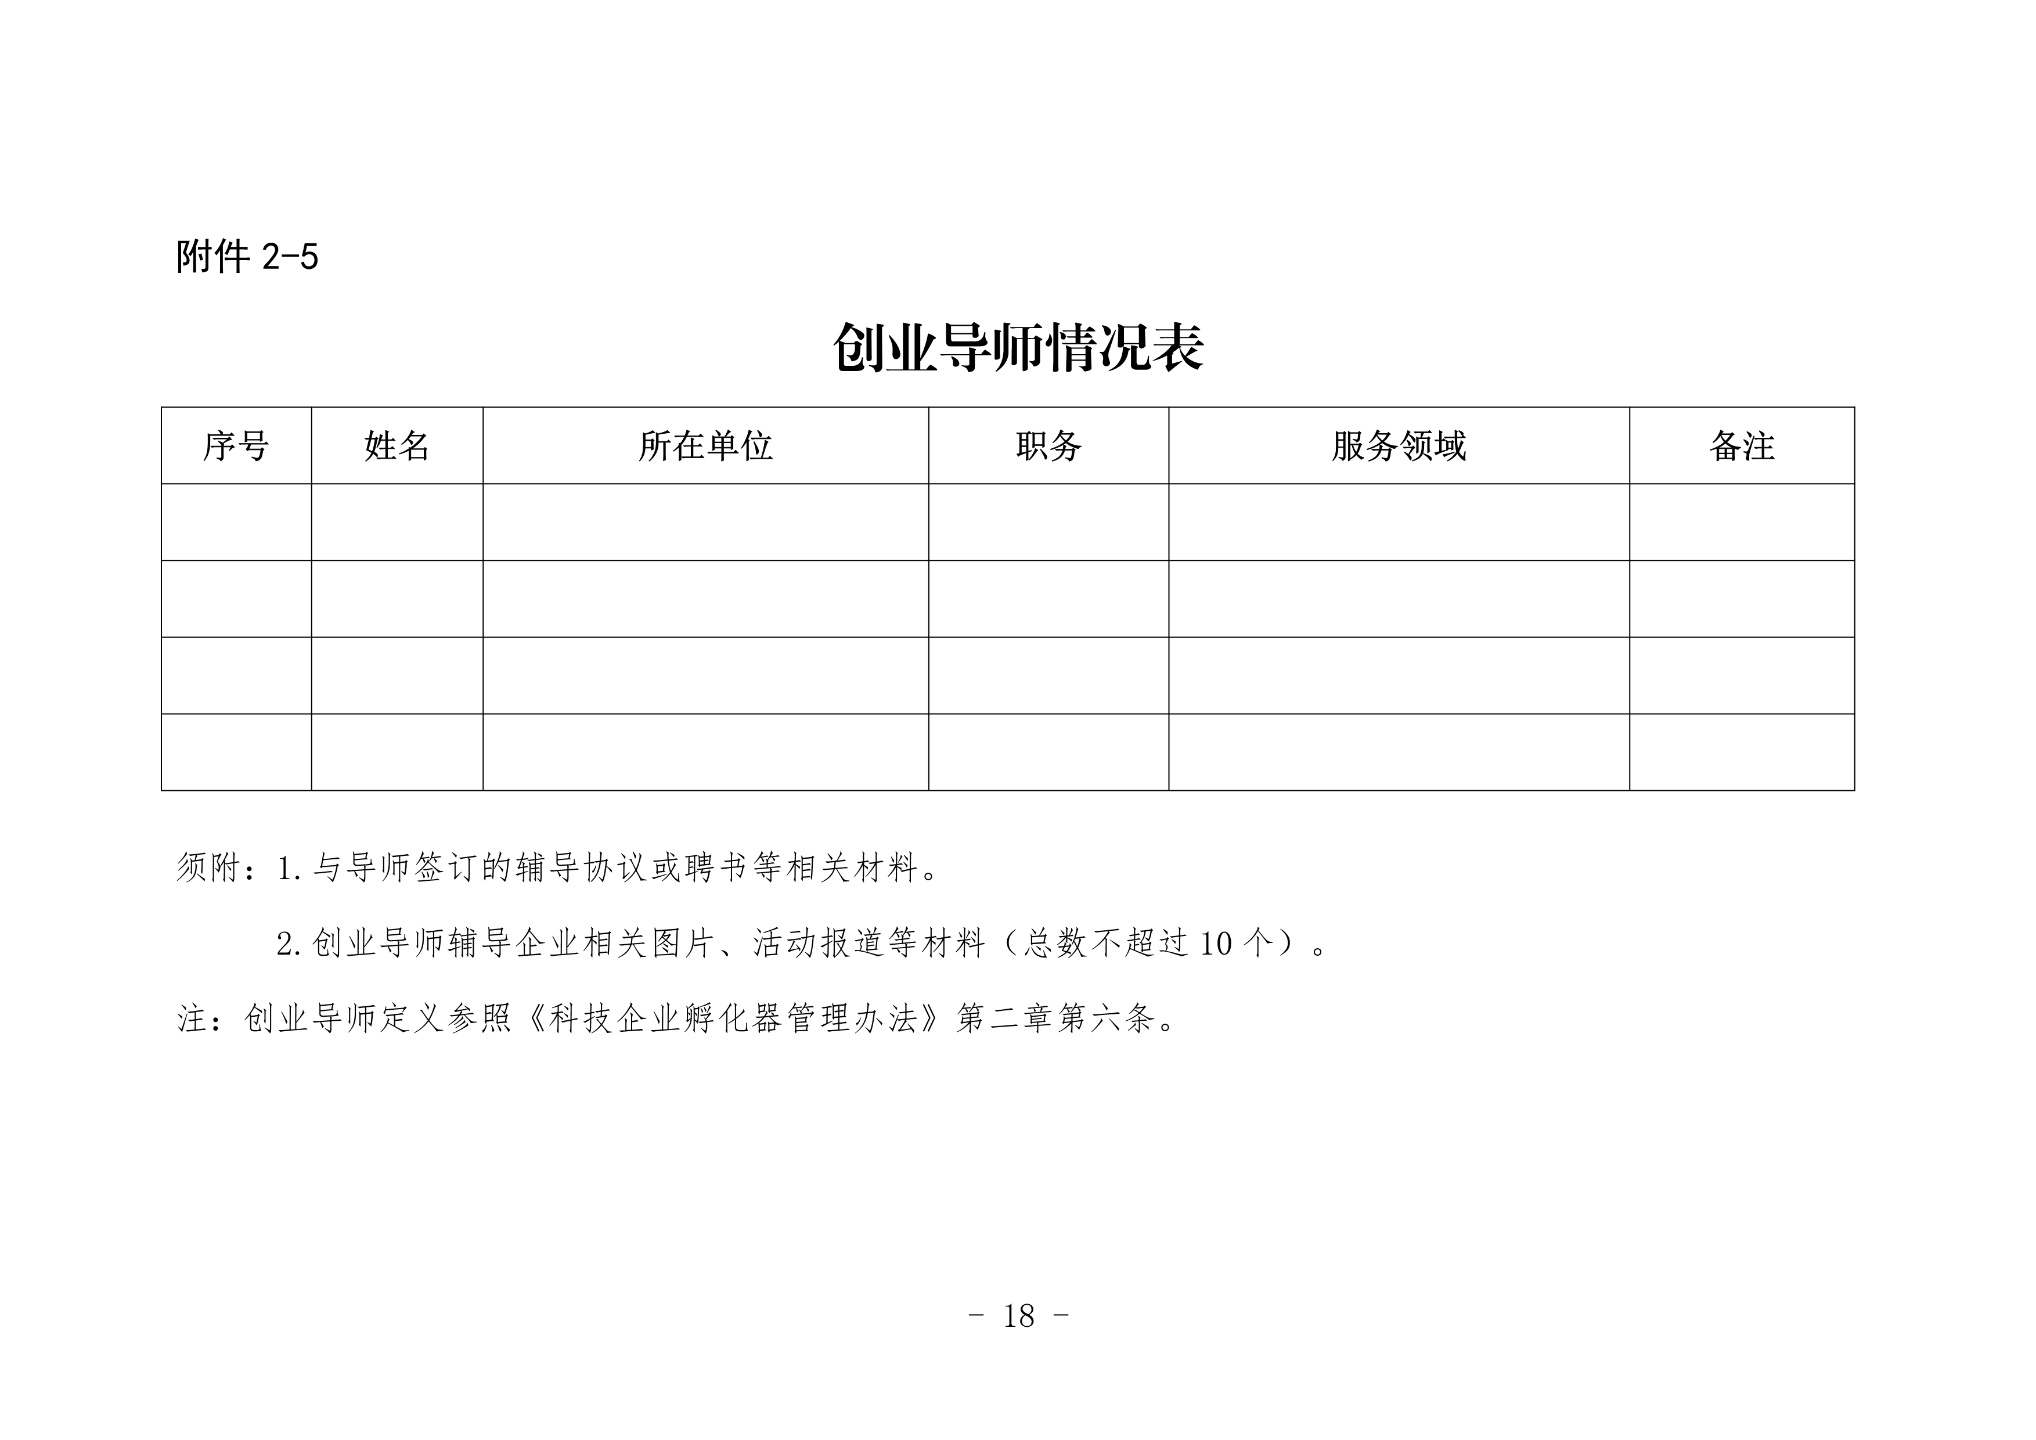 附件 2-5
创业导师情况表
序号 姓名 所在单位 职务 服务领域 备注
须附：1.与导师签订的辅导协议或聘书等相关材料。
2.创业导师辅导企业相关图片、活动报道等材料（总数不超过 10 个）。
注：创业导师定义参照《科技企业孵化器管理办法》第二章第六条。
- 18 -